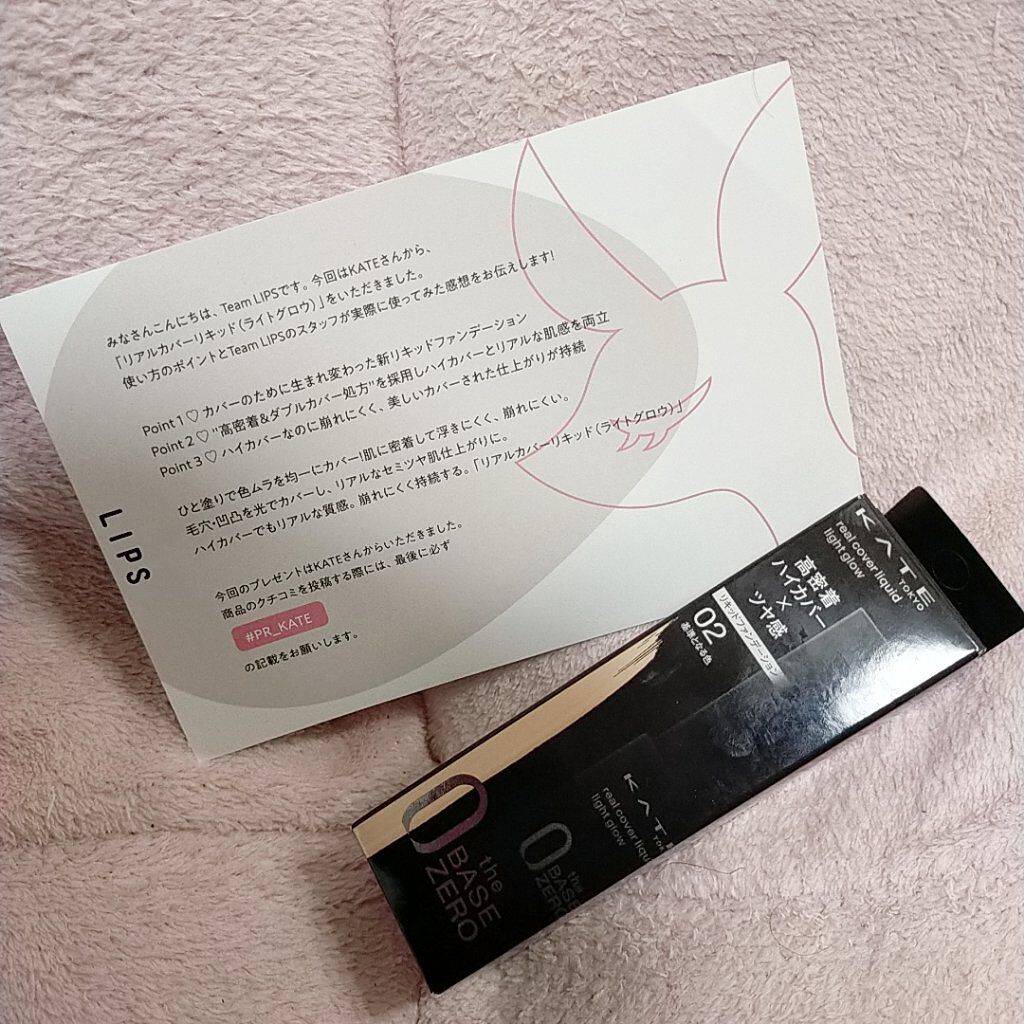 みなさんこんにちは、Team LIPSです。今回はKATEさんから、
「リアルカバーリキッド(ライトグロウ)」をいただきました。
使い方のポイントとTeam LIPSのスタッフが実際に使ってみた感想をお伝えします!
Point 1♡ カバーのために生まれ変わった新リキッドファンデーション
Point 2♡ "高密着&ダブルカバー処方"を採用しハイカバーとリアルな肌感を両立
Point 3♡ ハイカバーなのに崩れにくく、美しいカバーされた仕上がりが持続
ひと塗りで色ムラを均一にカバー!肌に密着して浮きにくく、崩れにくい。
毛穴・凹凸を光でカバーし、リアルなセミツヤ肌仕上がりに。
ハイカバーでもリアルな質感。崩れにくく持続する。「リアルカバーリキッド(ライトグロウ)」
今回のプレゼントはKATEさんからいただきました。
商品のクチコミを投稿する際には、最後に必ず
#PR_KATE
の記載をお願いします。
LIPS
KATE
TOKYO
real cover liquid
light glow
高密着
ハイカバー
×
ツヤ感
リキッドファンデーション
02
基準となる色
KAT
TOK
real cover liqu
light glow
0
the
BASE
ZERO
0
the
BASE
ZERO